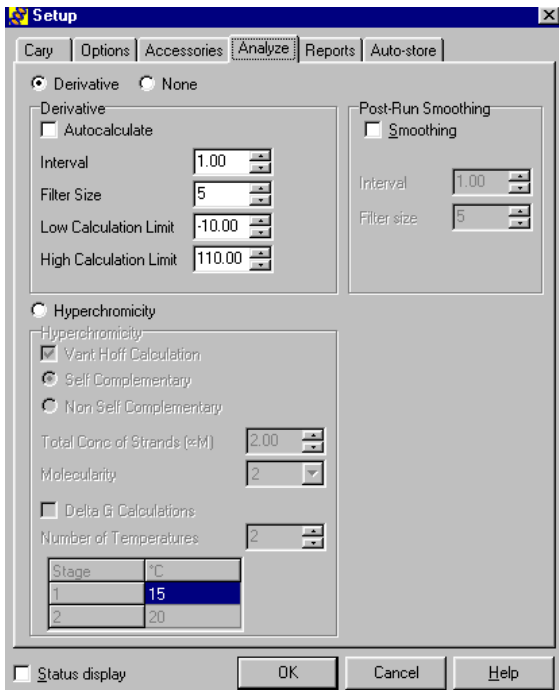 Setup
Cary Options Accessories Analyze Reports Auto-store
Derivative None
Derivative
Autocalculate
Interval 1.00
Filter Size 5
Low Calculation Limit -10.00
High Calculation Limit 110.00
Post-Run Smoothing
Smoothing
Interval 1.00
Filter size 5
Hyperchromicity
Hyperchromicity
Vant Hoff Calculation
Self Complementary
Non Self Complementary
Total Conc of Strands (∝M) 2.00
Molecularity 2
Delta G Calculations
Number of Temperatures 2
Stage °C
1 15
2 20
Status display OK Cancel Help